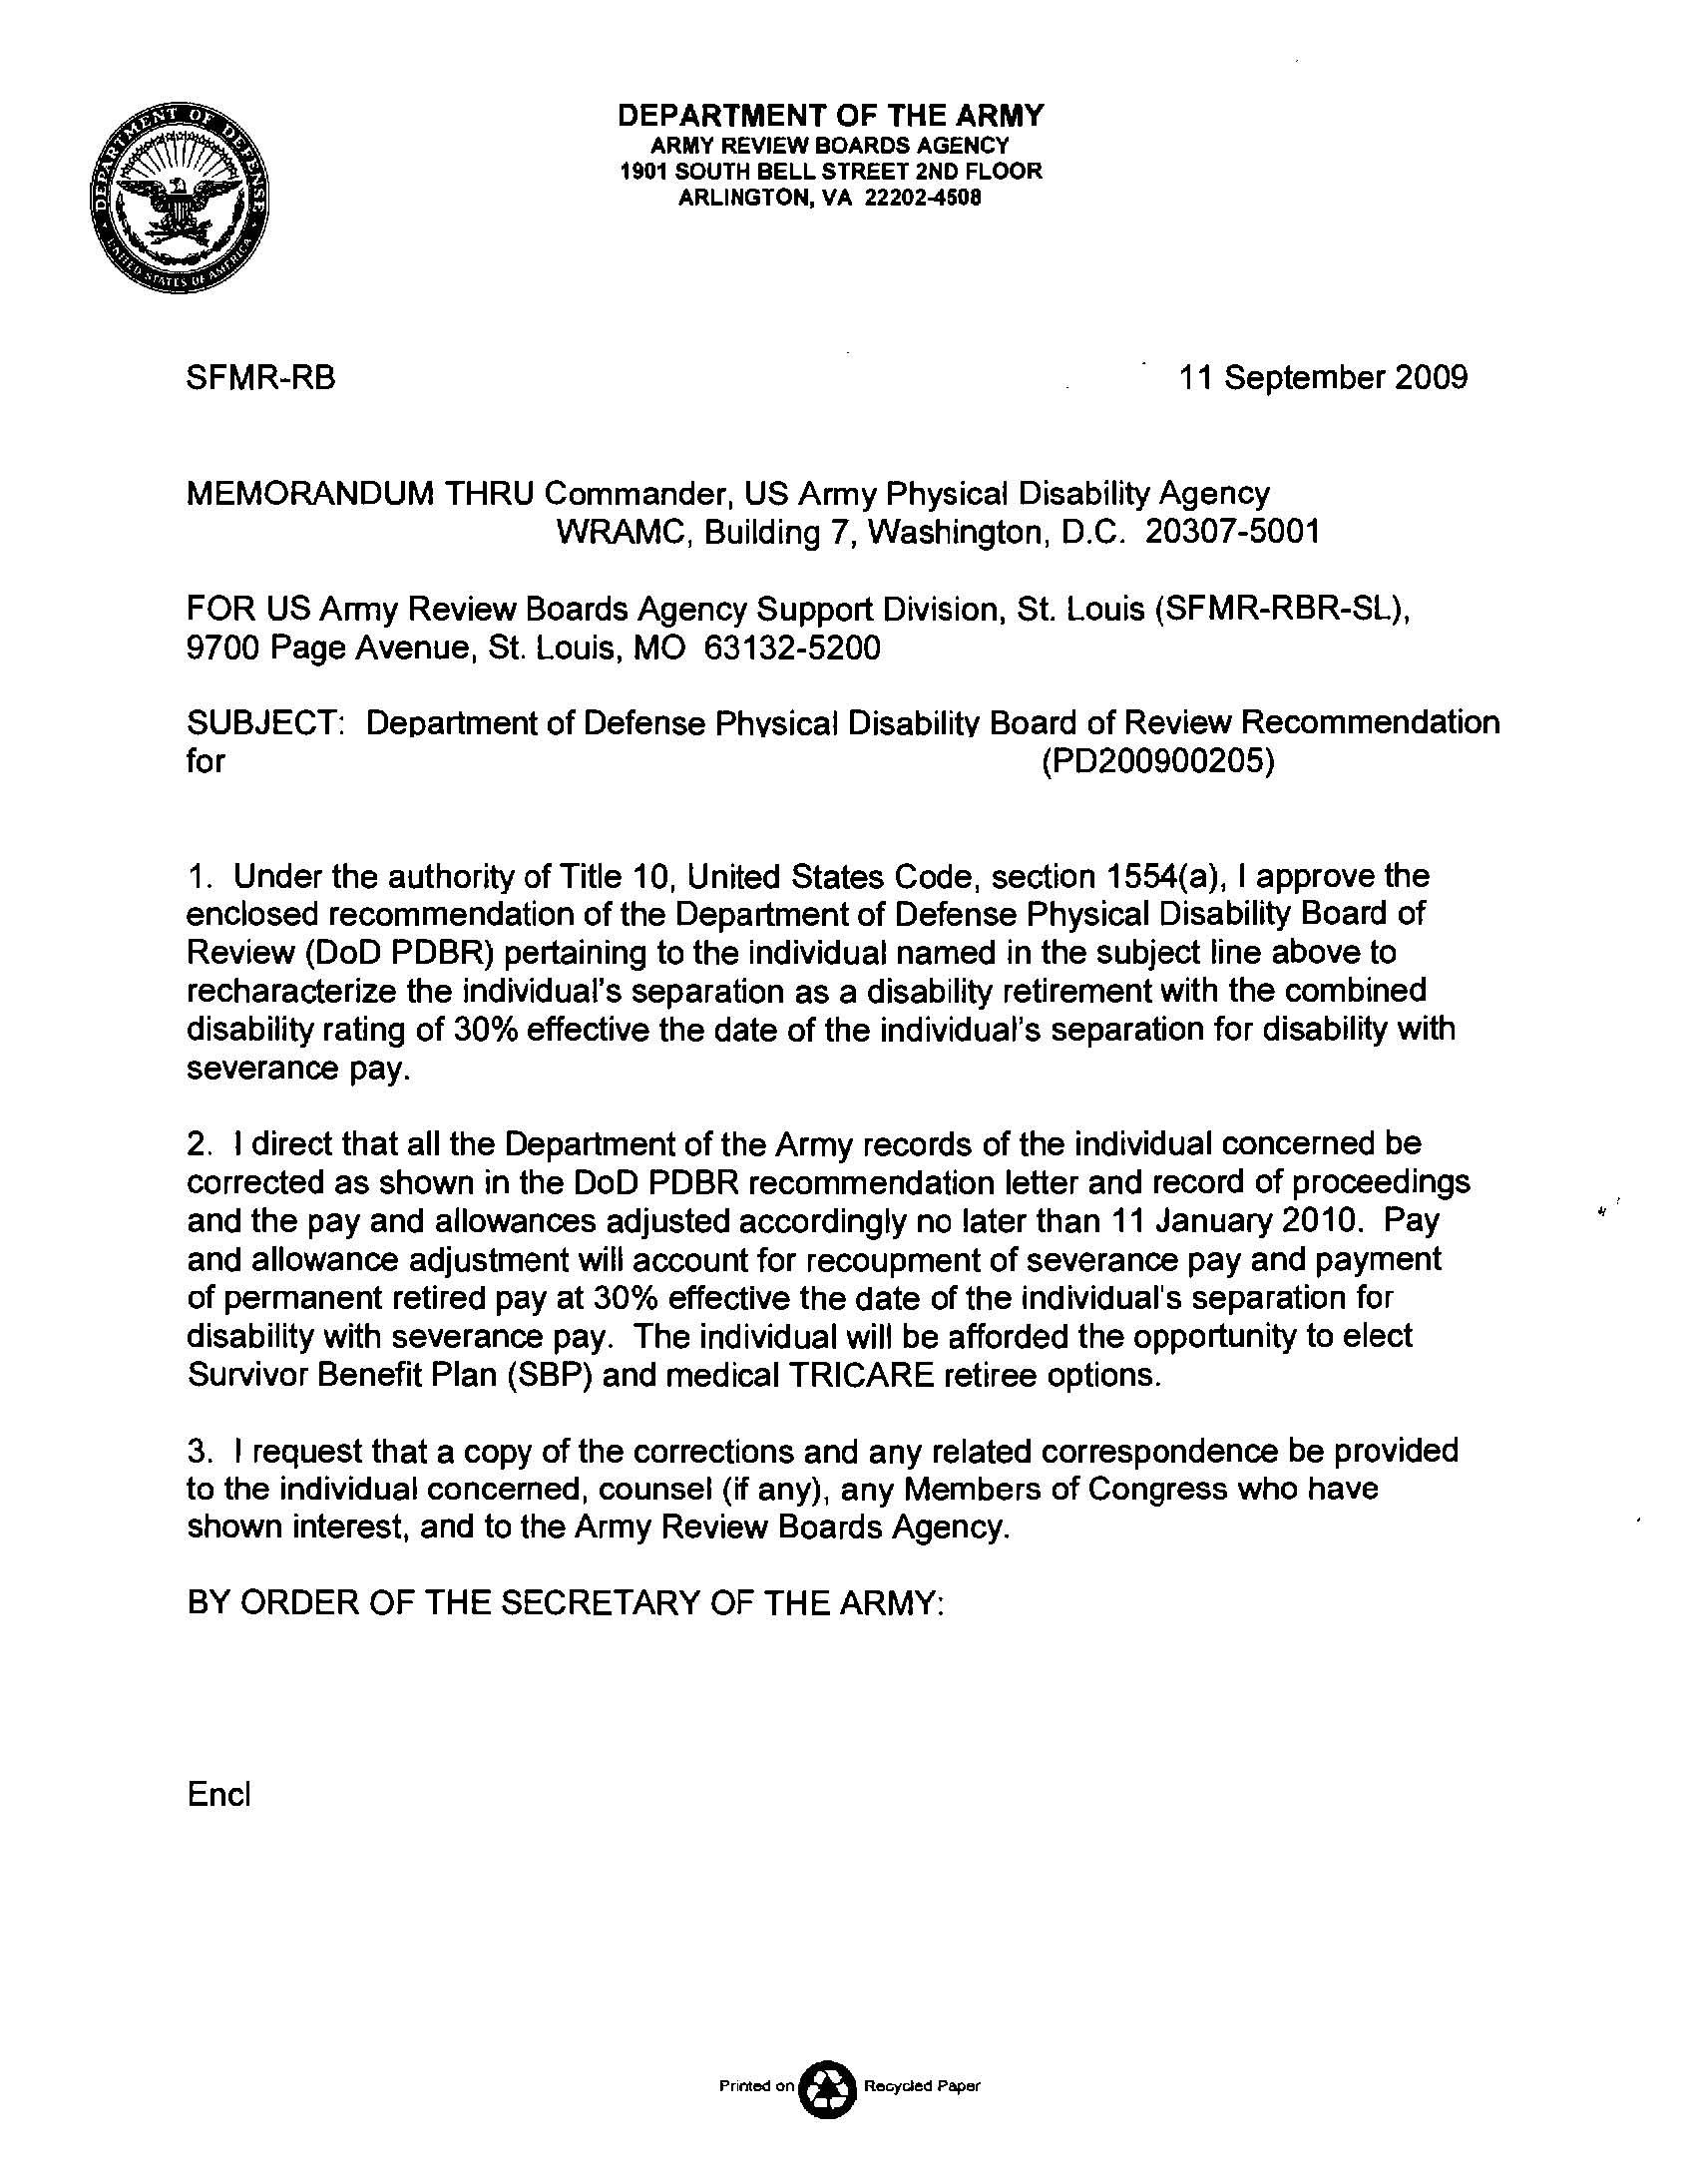 DEPARTMENT OF DEFENSE
UNITED STATES OF AMERICA
DEPARTMENT OF THE ARMY
ARMY REVIEW BOARDS AGENCY
1901 SOUTH BELL STREET 2ND FLOOR
ARLINGTON, VA 22202-4508
SFMR-RB 11 September 2009
MEMORANDUM THRU Commander, US Army Physical Disability Agency
WRAMC, Building 7, Washington, D.C. 20307-5001
FOR US Army Review Boards Agency Support Division, St. Louis (SFMR-RBR-SL),
9700 Page Avenue, St. Louis, MO 63132-5200
SUBJECT: Department of Defense Physical Disability Board of Review Recommendation
for (PD200900205)
1. Under the authority of Title 10, United States Code, section 1554(a), I approve the
enclosed recommendation of the Department of Defense Physical Disability Board of
Review (DoD PDBR) pertaining to the individual named in the subject line above to
recharacterize the individual's separation as a disability retirement with the combined
disability rating of 30% effective the date of the individual's separation for disability with
severance pay.
2. I direct that all the Department of the Army records of the individual concerned be
corrected as shown in the DoD PDBR recommendation letter and record of proceedings
and the pay and allowances adjusted accordingly no later than 11 January 2010. Pay
and allowance adjustment will account for recoupment of severance pay and payment
of permanent retired pay at 30% effective the date of the individual's separation for
disability with severance pay. The individual will be afforded the opportunity to elect
Survivor Benefit Plan (SBP) and medical TRICARE retiree options.
3. I request that a copy of the corrections and any related correspondence be provided
to the individual concerned, counsel (if any), any Members of Congress who have
shown interest, and to the Army Review Boards Agency.
BY ORDER OF THE SECRETARY OF THE ARMY:
Encl
Printed on Recycled Paper